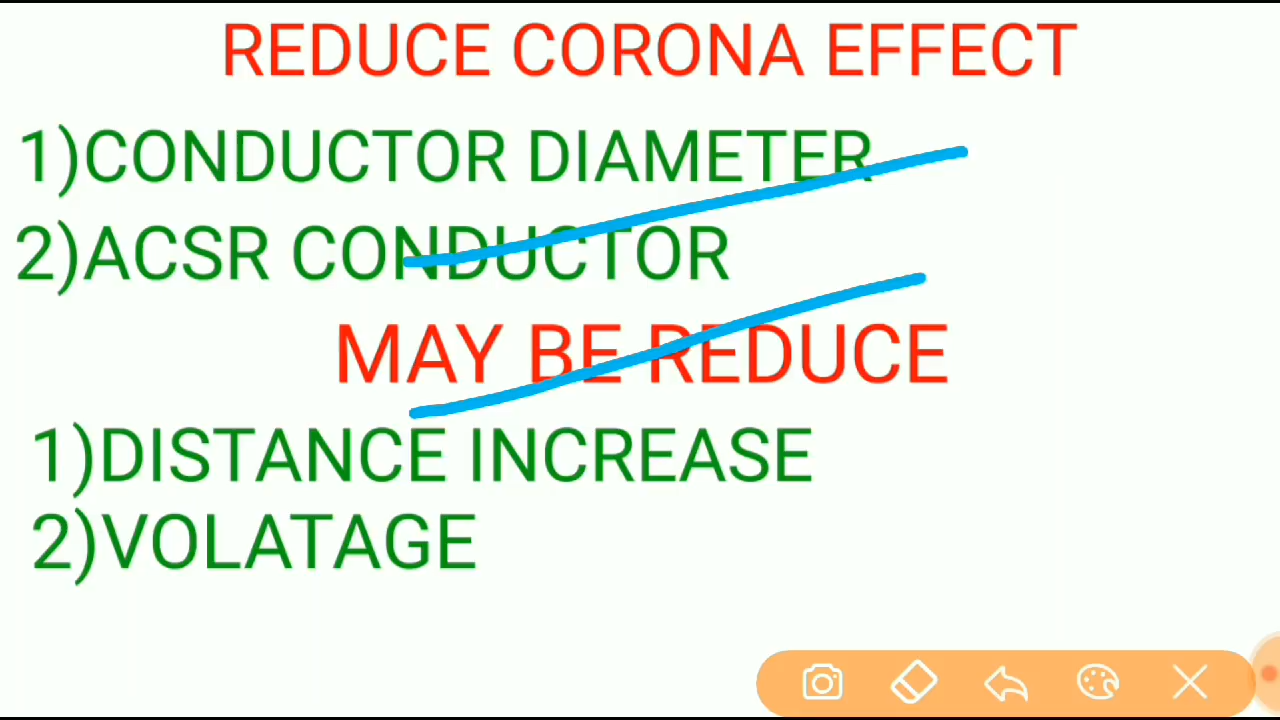 REDUCE CORONA EFFECT
1)CONDUCTOR DIAMETER
2)ACSR CONDUCTOR
MAY BE REDUCE
1)DISTANCE INCREASE
2)VOLATAGE